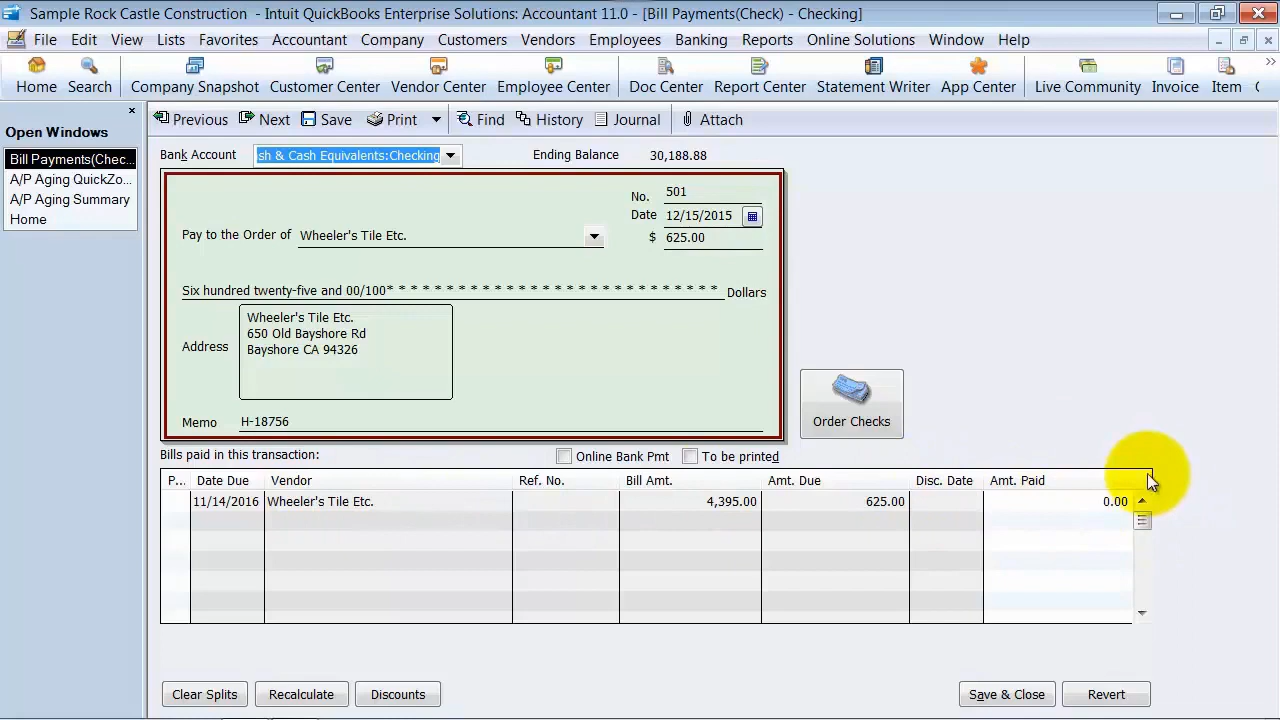 Sample Rock Castle Construction - Intuit QuickBooks Enterprise Solutions: Accountant 11.0 - [Bill Payments(Check) - Checking]
File Edit View Lists Favorites Accountant Company Customers Vendors Employees Banking Reports Online Solutions Window Help
Home Search Company Snapshot Customer Center Vendor Center Employee Center Doc Center Report Center Statement Writer App Center Live Community Invoice Item
Open Windows
Bill Payments(Chec...
A/P Aging QuickZo...
A/P Aging Summary
Home
Previous Next Save Print Find History Journal Attach
Bank Account sh & Cash Equivalents:Checking Ending Balance 30,188.88
No. 501
Date 12/15/2015
Pay to the Order of Wheeler's Tile Etc. $ 625.00
Six hundred twenty-five and 00/100* * * * * * * * * * * * * * * * * * * * * * * * * * * * Dollars
Address
Wheeler's Tile Etc.
650 Old Bayshore Rd
Bayshore CA 94326
Memo H-18756
Order Checks
Bills paid in this transaction: Online Bank Pmt To be printed
P... Date Due Vendor Ref. No. Bill Amt. Amt. Due Disc. Date Amt. Paid
11/14/2016 Wheeler's Tile Etc. 4,395.00 625.00 0.00
Clear Splits Recalculate Discounts Save & Close Revert